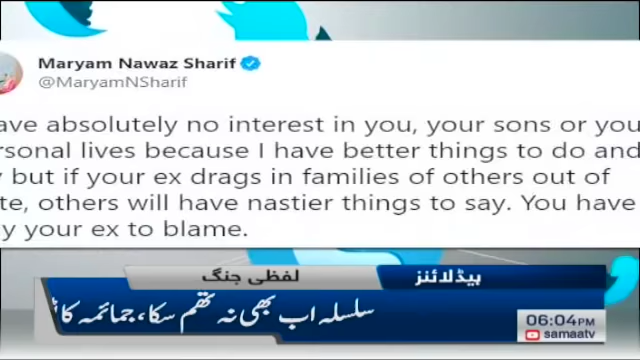 Maryam Nawaz Sharif
@MaryamNSharif
ave absolutely no interest in you, your sons or you
rsonal lives because I have better things to do and
but if your ex drags in families of others out of
te, others will have nastier things to say. You have
y your ex to blame.
لفظی جنگ ہیڈلائنز
سلسلہ اب بھی نہ تھم سکا، جمائمہ کا
06:04PM
samaatv